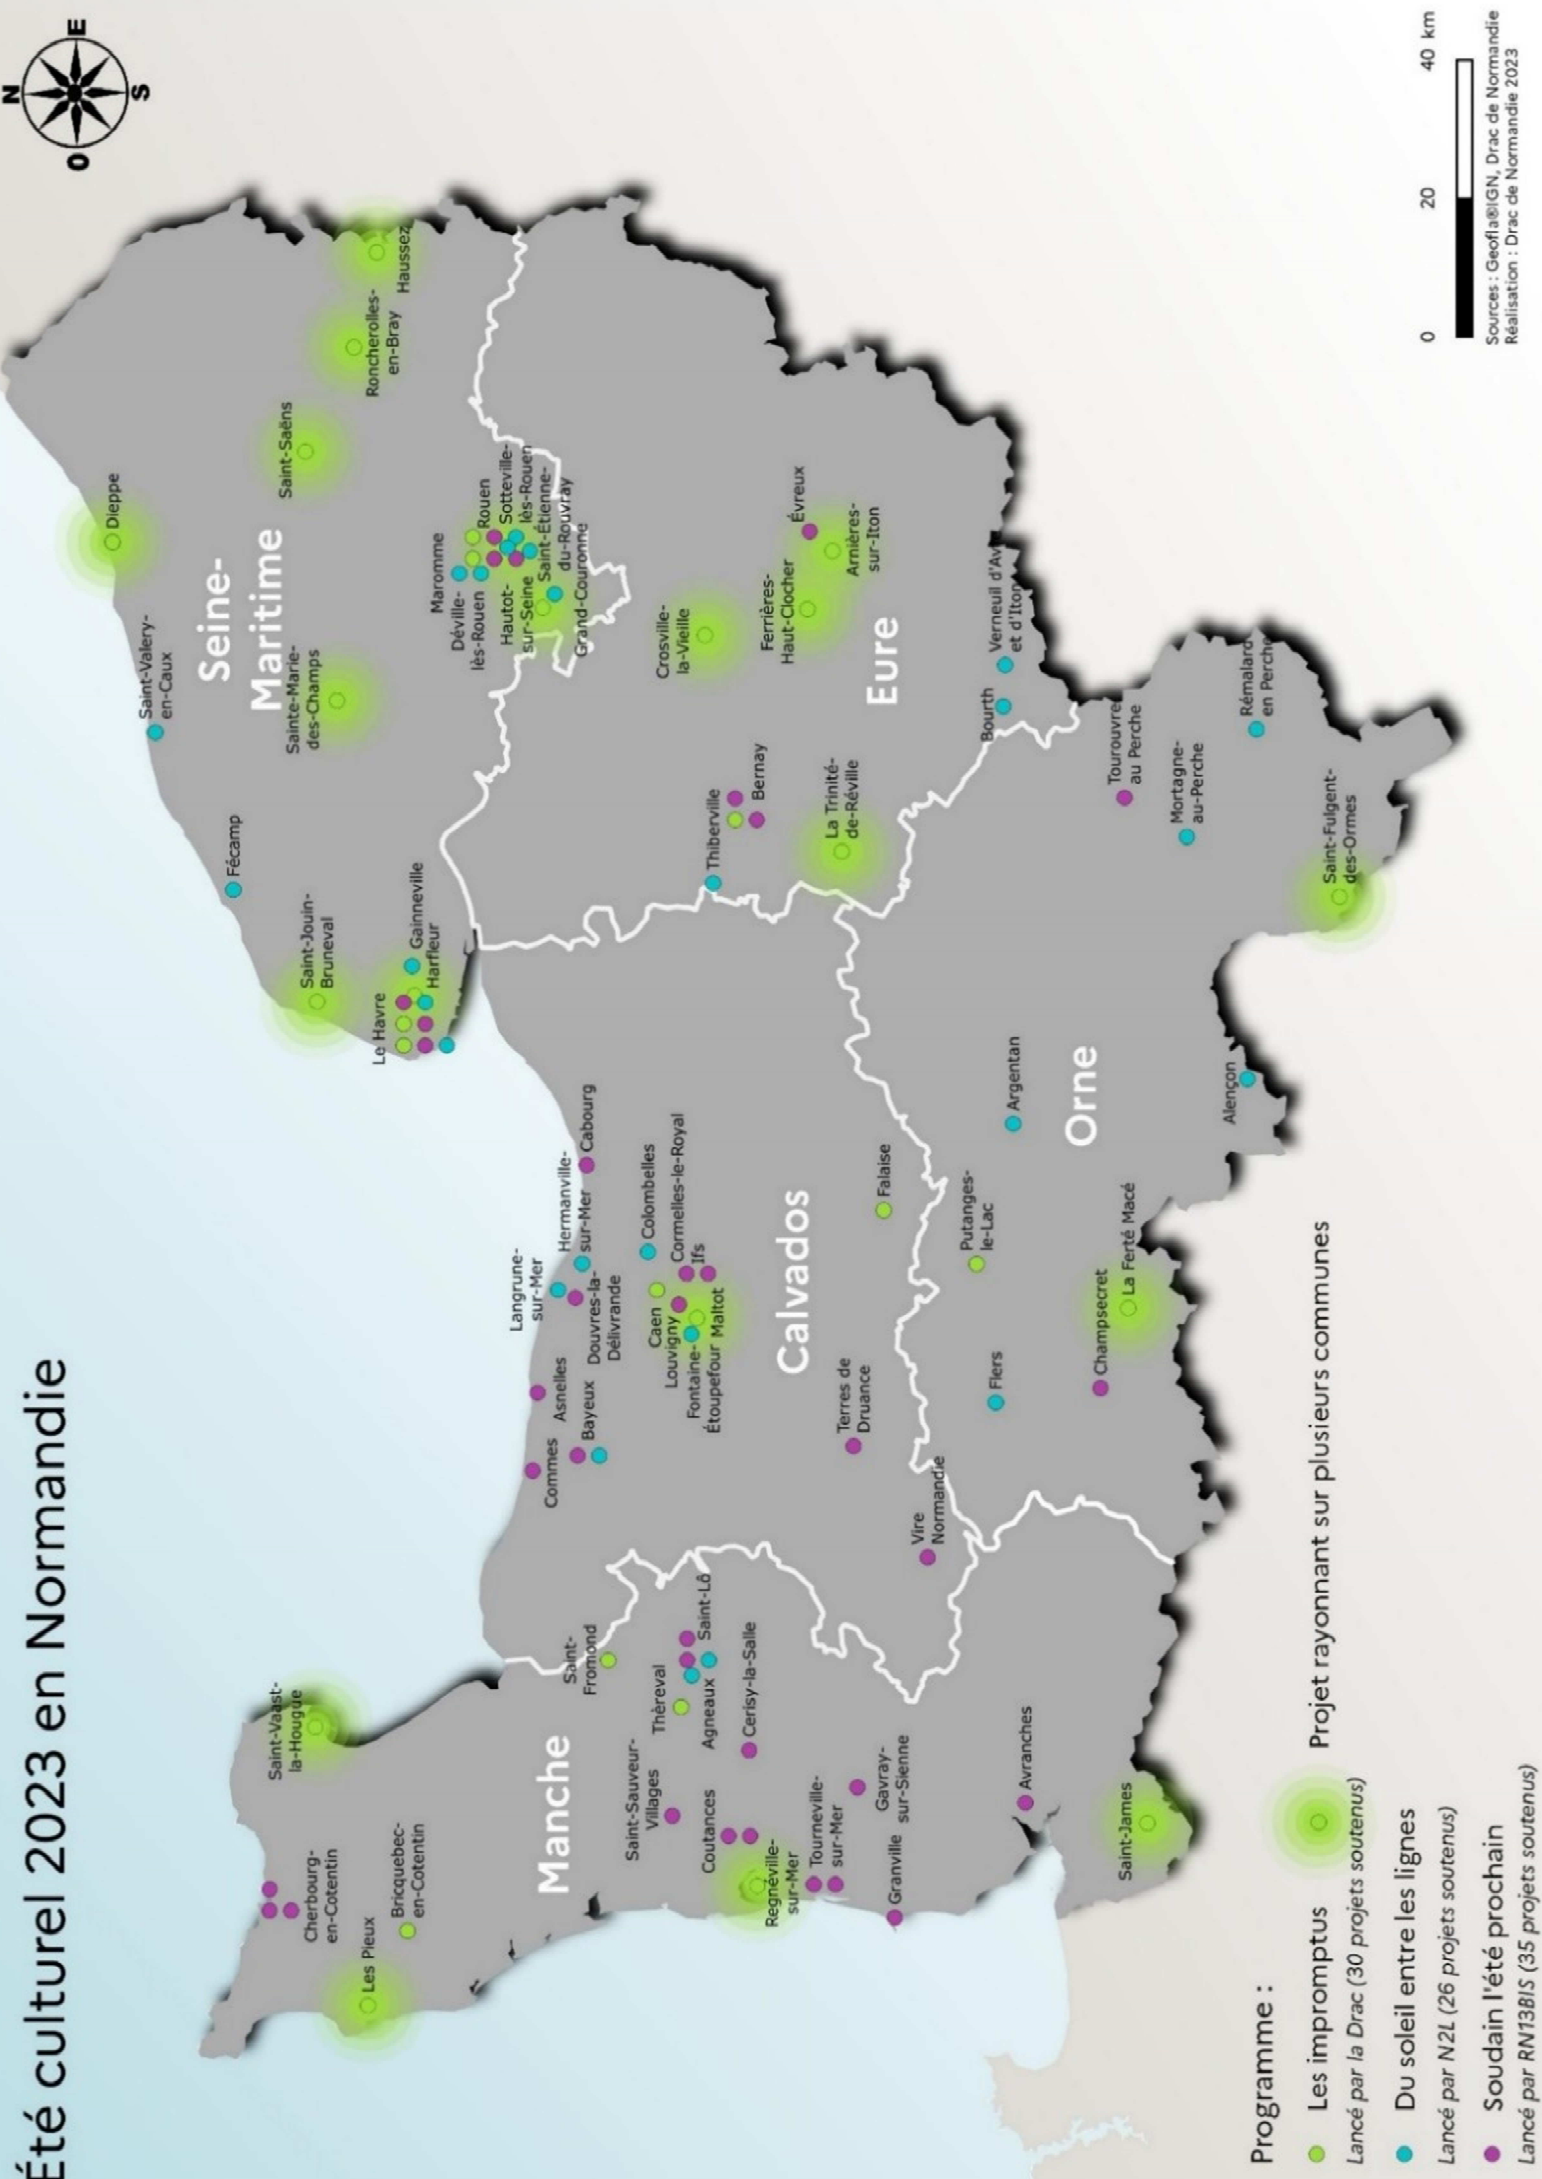 Été culturel 2023 en Normandie
N
O
E
S
Dieppe
Saint-Valery-
en-Caux
Seine-
Maritime
Saint-Saëns
Roncherolles-
en-Bray
Haussez
Fécamp
Sainte-Marie-
des-Champs
Saint-Jouin-
Bruneval
Le Havre
Gainneville
Harfleur
Maromme
Déville-
lès-Rouen
Rouen
Sotteville-
lès-Rouen
Hautot-
sur-Seine
Saint-Étienne-
du-Rouvray
Grand-Couronne
Saint-Vaast-
la-Hougue
Cherbourg-
en-Cotentin
Les Pieux
Bricquebec-
en-Cotentin
Manche
Saint-
Fromond
Thèreval
Saint-Lô
Agneaux
Saint-Sauveur-
Villages
Cerisy-la-Salle
Coutances
Regnéville-
sur-Mer
Tourneville-
sur-Mer
Gavray-
sur-Sienne
Granville
Avranches
Saint-James
Langrune-
sur-Mer
Hermanville-
sur-Mer
Cabourg
Asnelles
Douvres-la-
Délivrande
Commes
Bayeux
Colombelles
Cormelles-le-Royal
Caen
Ifs
Louvigny
Fontaine-
Étoupefour
Maltot
Calvados
Terres de
Druance
Falaise
Vire
Normandie
Crosville-
la-Vieille
Thiberville
Bernay
Ferrières-
Haut-Clocher
Évreux
Arnières-
sur-Iton
La Trinité-
de-Réville
Eure
Bourth
Verneuil d'Av
et d'Iton
Putanges-
le-Lac
Flers
Argentan
Orne
Champsecret
La Ferté Macé
Tourouvre
au Perche
Mortagne-
au-Perche
Rémalard
en Perche
Alençon
Saint-Fulgent-
des-Ormes
Programme :
Les impromptus
Projet rayonnant sur plusieurs communes
Lancé par la Drac (30 projets soutenus)
Du soleil entre les lignes
Lancé par N2L (26 projets soutenus)
Soudain l'été prochain
Lancé par RN13BIS (35 projets soutenus)
0
20
40 km
Sources : Geofla®IGN, Drac de Normandie
Réalisation : Drac de Normandie 2023